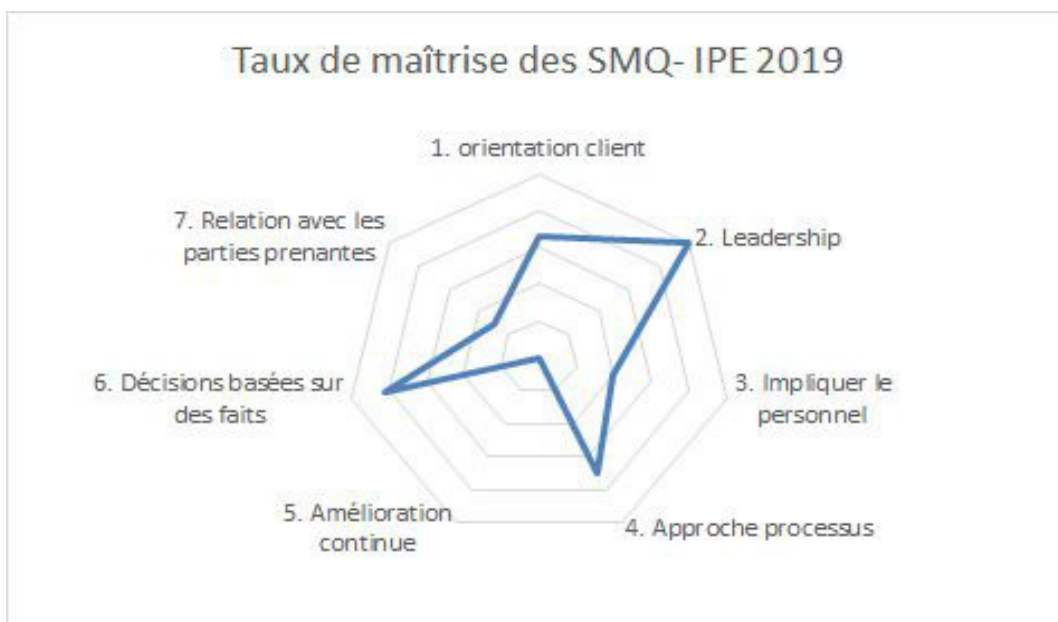 Taux de maîtrise des SMQ- IPE 2019
1. orientation client
2. Leadership
3. Impliquer le
personnel
4. Approche processus
5. Amélioration
continue
6. Décisions basées sur
des faits
7. Relation avec les
parties prenantes